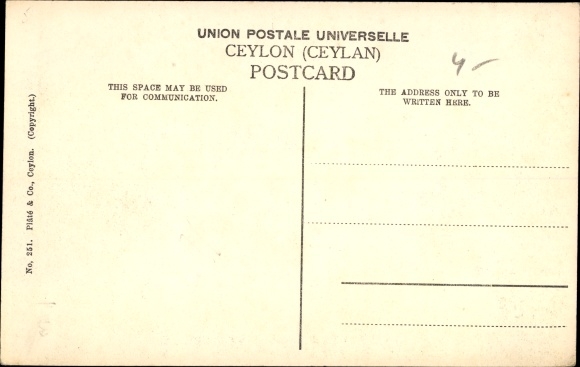 UNION POSTALE UNIVERSELLE
CEYLON (CEYLAN)
POSTCARD
4-
THIS SPACE MAY BE USED
FOR COMMUNICATION.
THE ADDRESS ONLY TO BE
WRITTEN HERE.
No. 251. Plâté & Co., Ceylon. (Copyright.)